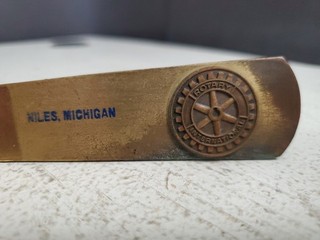 NILES, MICHIGAN
ROTARY
INTERNATIONAL